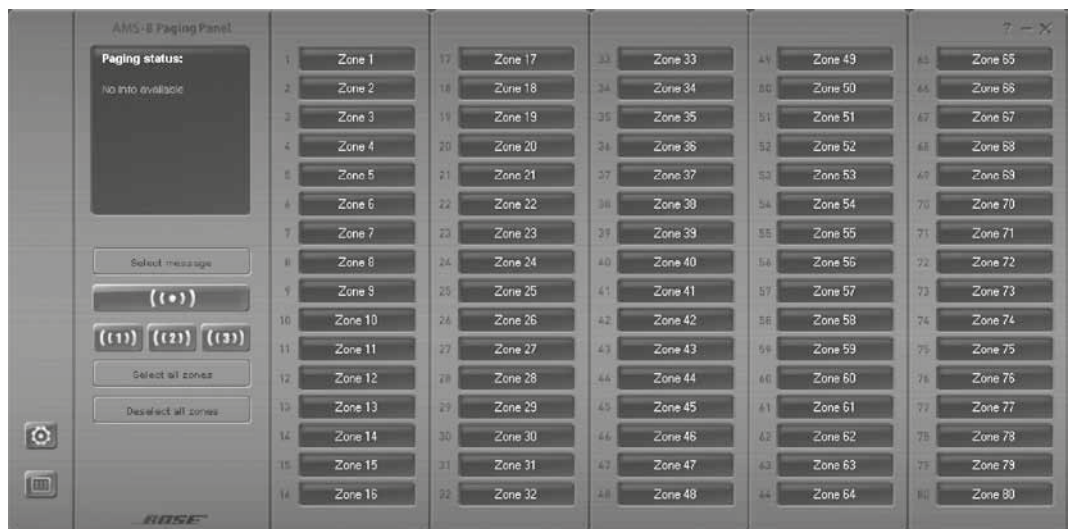 AMS-8 Paging Panel
? – X
Paging status:
No info available
Select message
((•))
((1)) ((2)) ((3))
Select all zones
Deselect all zones
BOSE
1 Zone 1
2 Zone 2
3 Zone 3
4 Zone 4
5 Zone 5
6 Zone 6
7 Zone 7
8 Zone 8
9 Zone 9
10 Zone 10
11 Zone 11
12 Zone 12
13 Zone 13
14 Zone 14
15 Zone 15
16 Zone 16
17 Zone 17
18 Zone 18
19 Zone 19
20 Zone 20
21 Zone 21
22 Zone 22
23 Zone 23
24 Zone 24
25 Zone 25
26 Zone 26
27 Zone 27
28 Zone 28
29 Zone 29
30 Zone 30
31 Zone 31
32 Zone 32
33 Zone 33
34 Zone 34
35 Zone 35
36 Zone 36
37 Zone 37
38 Zone 38
39 Zone 39
40 Zone 40
41 Zone 41
42 Zone 42
43 Zone 43
44 Zone 44
45 Zone 45
46 Zone 46
47 Zone 47
48 Zone 48
49 Zone 49
50 Zone 50
51 Zone 51
52 Zone 52
53 Zone 53
54 Zone 54
55 Zone 55
56 Zone 56
57 Zone 57
58 Zone 58
59 Zone 59
60 Zone 60
61 Zone 61
62 Zone 62
63 Zone 63
64 Zone 64
65 Zone 65
66 Zone 66
67 Zone 67
68 Zone 68
69 Zone 69
70 Zone 70
71 Zone 71
72 Zone 72
73 Zone 73
74 Zone 74
75 Zone 75
76 Zone 76
77 Zone 77
78 Zone 78
79 Zone 79
80 Zone 80